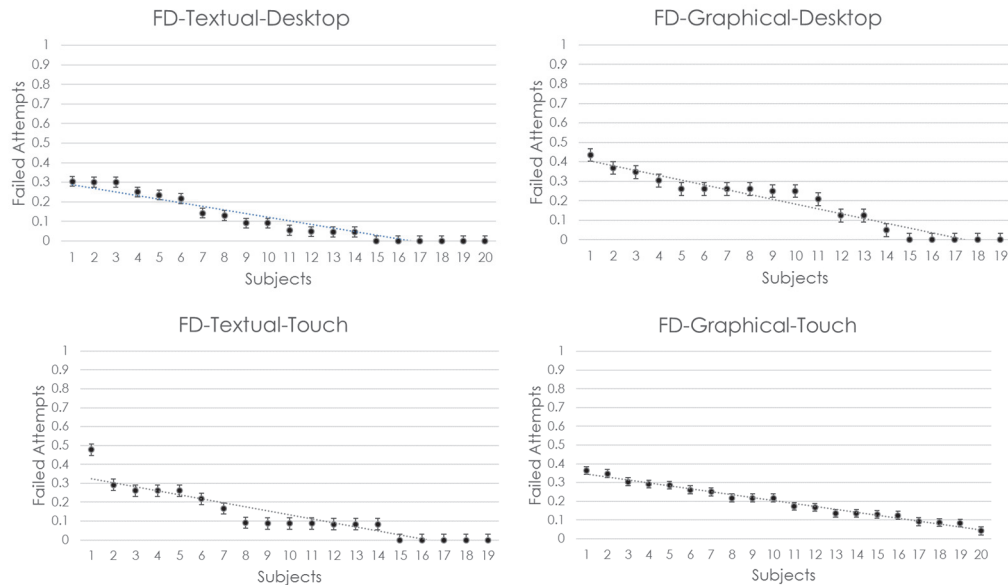 FD-Textual-Desktop
1
0.9
0.8
0.7
0.6
0.5
0.4
0.3
0.2
0.1
0
Failed Attempts
1 2 3 4 5 6 7 8 9 10 11 12 13 14 15 16 17 18 19 20
Subjects
FD-Graphical-Desktop
1
0.9
0.8
0.7
0.6
0.5
0.4
0.3
0.2
0.1
0
Failed Attempts
1 2 3 4 5 6 7 8 9 10 11 12 13 14 15 16 17 18 19
Subjects
FD-Textual-Touch
1
0.9
0.8
0.7
0.6
0.5
0.4
0.3
0.2
0.1
0
Failed Attempts
1 2 3 4 5 6 7 8 9 10 11 12 13 14 15 16 17 18 19
Subjects
FD-Graphical-Touch
1
0.9
0.8
0.7
0.6
0.5
0.4
0.3
0.2
0.1
0
Failed Attempts
1 2 3 4 5 6 7 8 9 10 11 12 13 14 15 16 17 18 19 20
Subjects